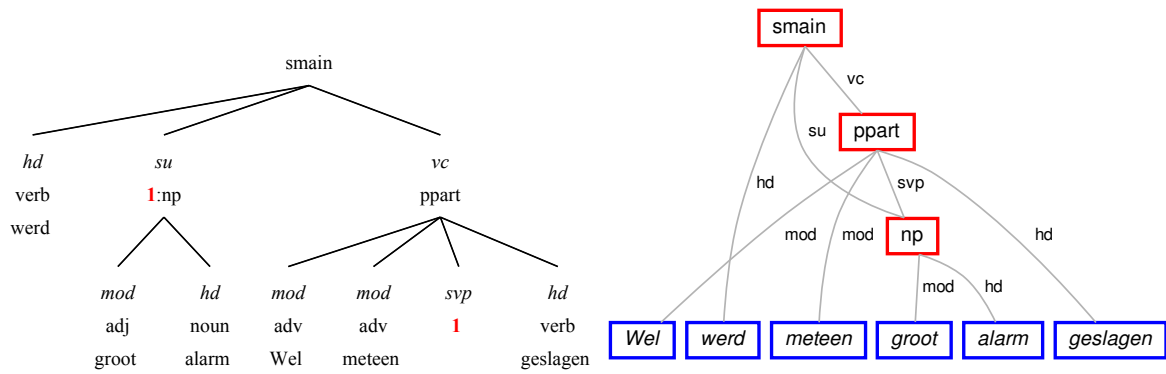 smain
hd su vc
verb 1:np ppart
werd
mod hd mod mod svp hd
adj noun adv adv 1 verb
groot alarm Wel meteen geslagen
smain
vc
ppart
su
hd svp
mod mod np hd
mod hd
Wel werd meteen groot alarm geslagen